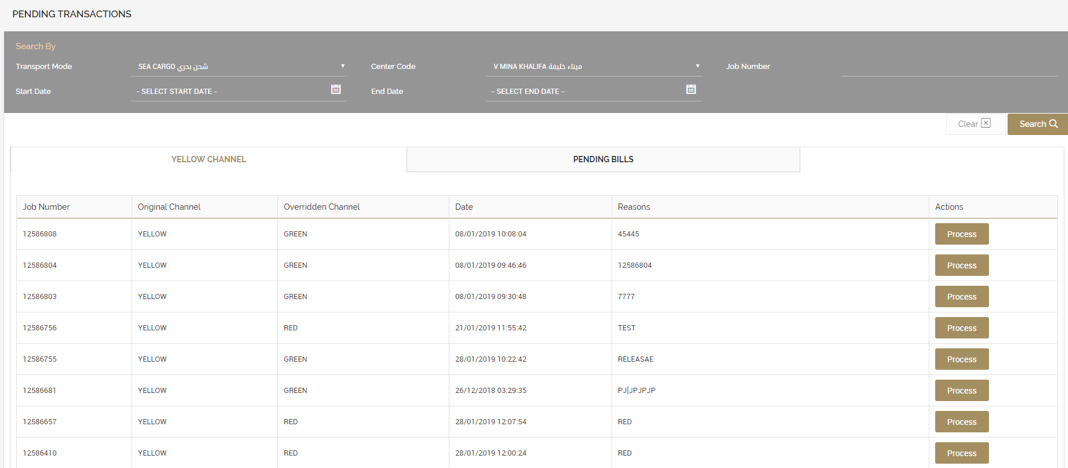 PENDING TRANSACTIONS
Search By
Transport Mode SEA CARGO شحن بحري Center Code V MINA KHALIFA ميناء خليفة Job Number
Start Date - SELECT START DATE - End Date - SELECT END DATE -
Clear Search
YELLOW CHANNEL PENDING BILLS
Job Number Original Channel Overridden Channel Date Reasons Actions
12586808 YELLOW GREEN 08/01/2019 10:08:04 45445 Process
12586804 YELLOW GREEN 08/01/2019 09:46:46 12586804 Process
12586803 YELLOW GREEN 08/01/2019 09:30:48 7777 Process
12586756 YELLOW RED 21/01/2019 11:55:42 TEST Process
12586755 YELLOW GREEN 28/01/2019 10:22:42 RELEASAE Process
12586681 YELLOW GREEN 26/12/2018 03:29:35 PJ[JPJPJP Process
12586657 YELLOW RED 28/01/2019 12:07:54 RED Process
12586410 YELLOW RED 28/01/2019 12:00:24 RED Process